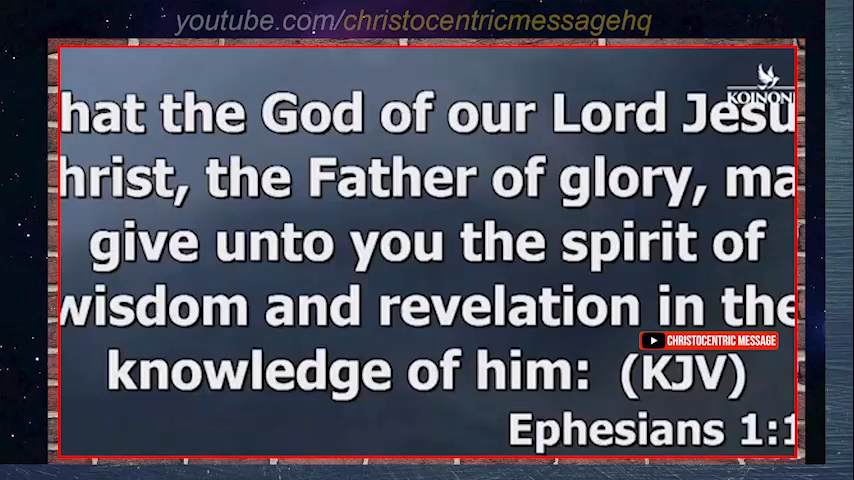 youtube.com/christocentricmessagehq
KOINON
hat the God of our Lord Jesu
hrist, the Father of glory, ma
give unto you the spirit of
wisdom and revelation in the
CHRISTOCENTRIC MESSAGE
knowledge of him: (KJV)
Ephesians 1:1